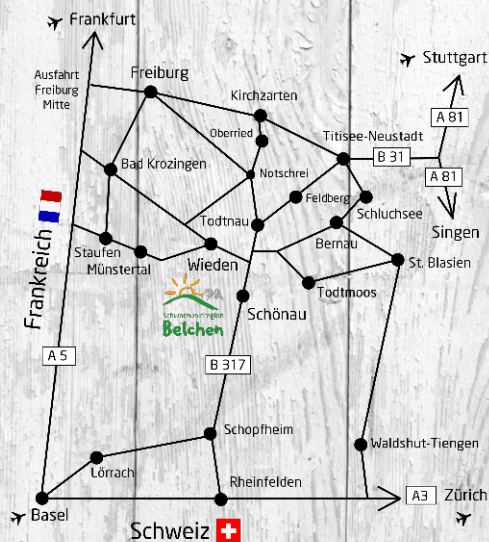 Frankfurt
Stuttgart
Ausfahrt
Freiburg
Mitte
Freiburg
Kirchzarten
A 81
Oberried
Titisee-Neustadt
B 31
Bad Krozingen
Notschrei
A 81
Feldberg
Schluchsee
Frankreich
Todtnau
Singen
Staufen
Bernau
Münstertal
Wieden
St. Blasien
Todtmoos
Schwarzwaldregion
Belchen
Schönau
A 5
B 317
Schopfheim
Waldshut-Tiengen
Lörrach
Rheinfelden
A3
Zürich
Basel
Schweiz